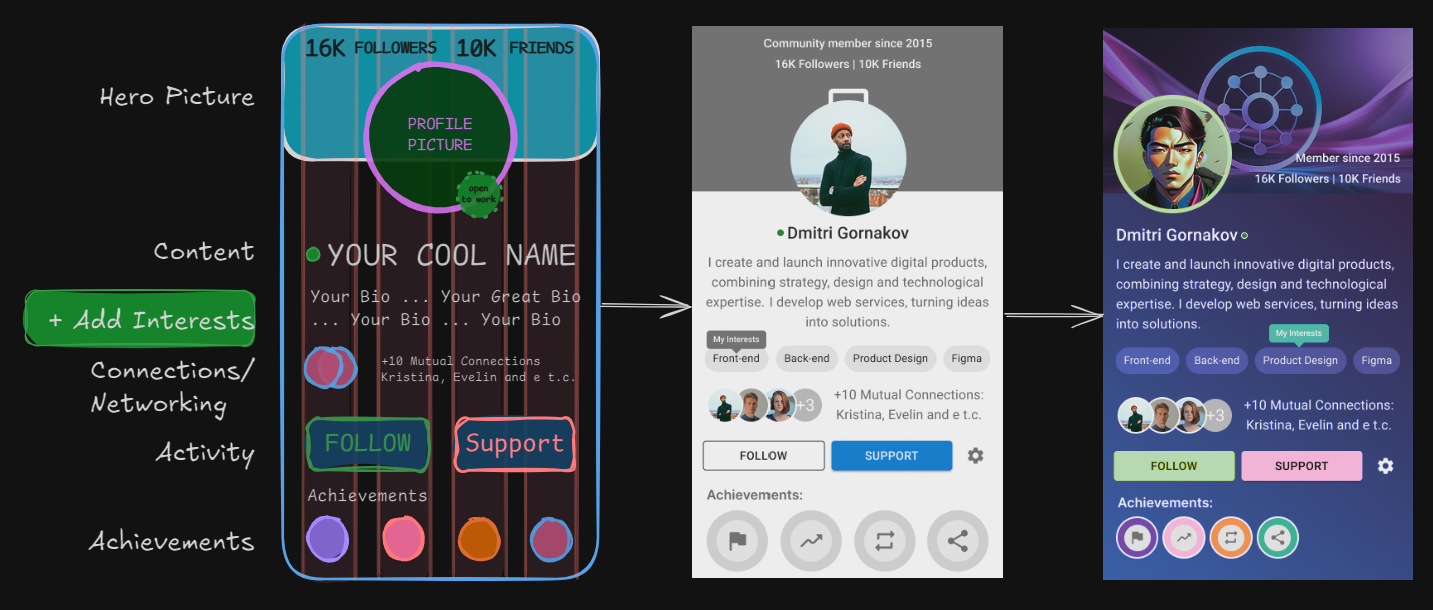 Hero Picture
Content
+ Add Interests
Connections/
Networking
Activity
Achievements
16K FOLLOWERS 10K FRIENDS
PROFILE
PICTURE
open
to work
YOUR COOL NAME
Your Bio ... Your Great Bio
... Your Bio ... Your Bio
+10 Mutual Connections
Kristina, Evelin and e t.c.
FOLLOW Support
Achievements
Community member since 2015
16K Followers | 10K Friends
Dmitri Gornakov
I create and launch innovative digital products,
combining strategy, design and technological
expertise. I develop web services, turning ideas
into solutions.
My Interests
Front-end Back-end Product Design Figma
+3
+10 Mutual Connections:
Kristina, Evelin and e t.c.
FOLLOW SUPPORT
Achievements:
Member since 2015
16K Followers | 10K Friends
Dmitri Gornakov
I create and launch innovative digital products,
combining strategy, design and technological
expertise. I develop web services, turning ideas
into solutions.
My Interests
Front-end Back-end Product Design Figma
+3
+10 Mutual Connections:
Kristina, Evelin and e t.c.
FOLLOW SUPPORT
Achievements: